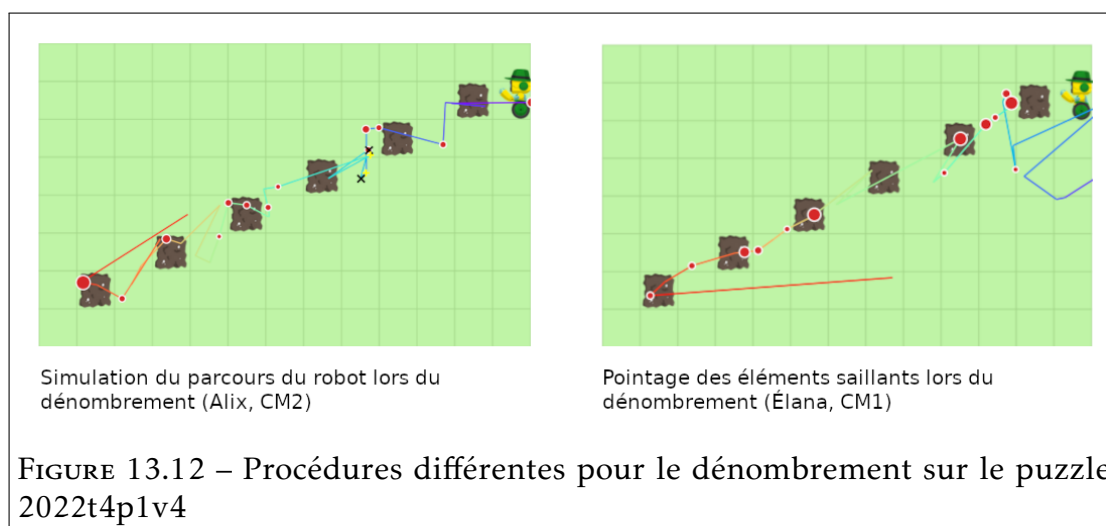 Simulation du parcours du robot lors du
dénombrement (Alix, CM2)
Pointage des éléments saillants lors du
dénombrement (Élana, CM1)
FIGURE 13.12 – Procédures différentes pour le dénombrement sur le puzzle
2022t4p1v4